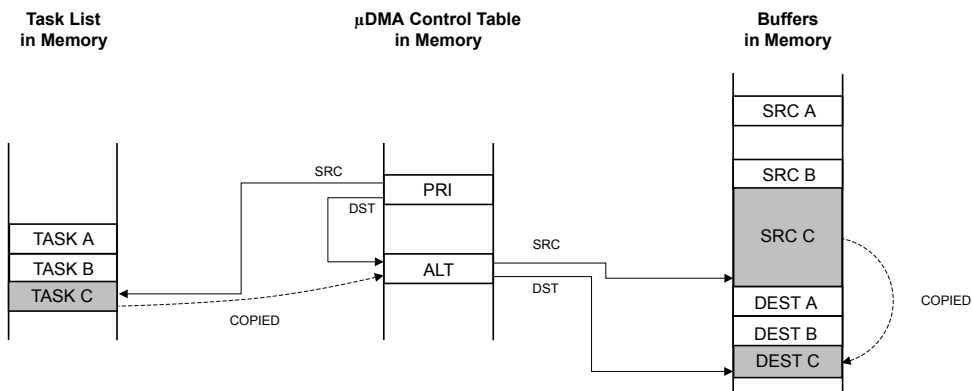 Task List
in Memory
µDMA Control Table
in Memory
Buffers
in Memory
SRC A
SRC B
SRC
PRI
DST
SRC C
TASK A
TASK B
TASK C
ALT
SRC
DST
COPIED
DEST A
DEST B
DEST C
COPIED